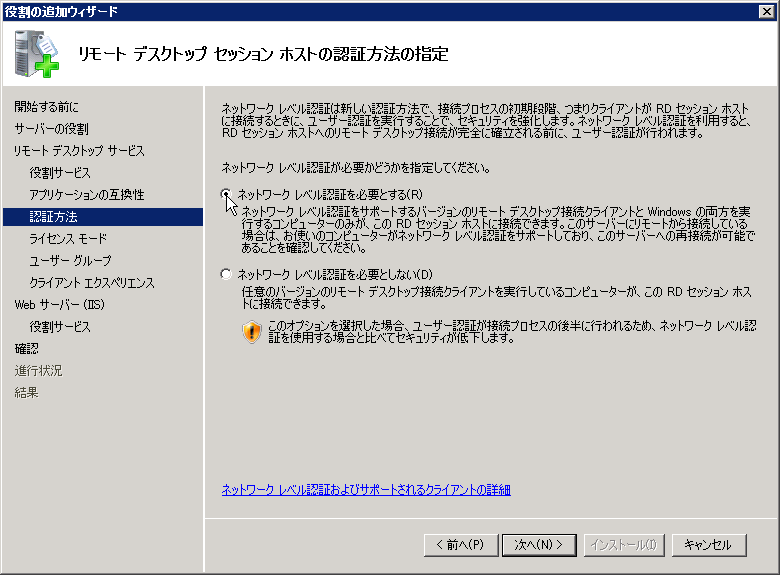 役割の追加ウィザード
リモート デスクトップ セッション ホストの認証方法の指定
開始する前に
サーバーの役割
リモート デスクトップ サービス
役割サービス
アプリケーションの互換性
認証方法
ライセンス モード
ユーザー グループ
クライアント エクスペリエンス
Web サーバー (IIS)
役割サービス
確認
進行状況
結果
ネットワーク レベル認証は新しい認証方法で、接続プロセスの初期段階、つまりクライアントが RD セッション ホスト
に接続するときに、ユーザー認証を実行することで、セキュリティを強化します。ネットワーク レベル認証を利用すると、
RD セッション ホストへのリモート デスクトップ接続が完全に確立される前に、ユーザー認証が行われます。
ネットワーク レベル認証が必要かどうかを指定してください。
ネットワーク レベル認証を必要とする(R)
ネットワーク レベル認証をサポートするバージョンのリモート デスクトップ接続クライアントと Windows の両方を実
行するコンピューターのみが、この RD セッション ホストに接続できます。このサーバーにリモートから接続している
場合は、お使いのコンピューターがネットワーク レベル認証をサポートしており、このサーバーへの再接続が可能で
あることを確認してください。
ネットワーク レベル認証を必要としない(D)
任意のバージョンのリモート デスクトップ接続クライアントを実行しているコンピューターが、この RD セッション ホス
トに接続できます。
このオプションを選択した場合、ユーザー認証が接続プロセスの後半に行われるため、ネットワーク レベル認
証を使用する場合と比べてセキュリティが低下します。
ネットワーク レベル認証およびサポートされるクライアントの詳細
< 前へ(P)
次へ(N) >
インストール(I)
キャンセル